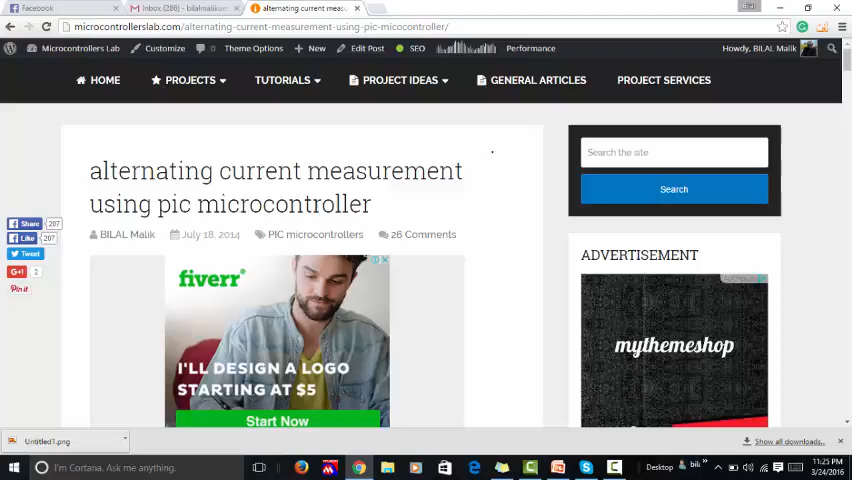 Bilal
Facebook
Inbox (286) - bilalmalikue
alternating current measu
microcontrollerslab.com/alternating-current-measurement-using-pic-micocontroller/
Microcontrollers Lab
Customize
Theme Options
New
Edit Post
SEO
Performance
Howdy, BILAL Malik
HOME
PROJECTS
TUTORIALS
PROJECT IDEAS
GENERAL ARTICLES
PROJECT SERVICES
alternating current measurement
using pic microcontroller
BILAL Malik
July 18, 2014
PIC microcontrollers
26 Comments
Share 207
Like 207
Tweet
G+1 2
Pin it
fiverr®
I'LL DESIGN A LOGO
STARTING AT $5
Start Now
Search the site
Search
ADVERTISEMENT
mythemeshop
Untitled1.png
Show all downloads...
I'm Cortana. Ask me anything.
Desktop
bili
11:25 PM
3/24/2016